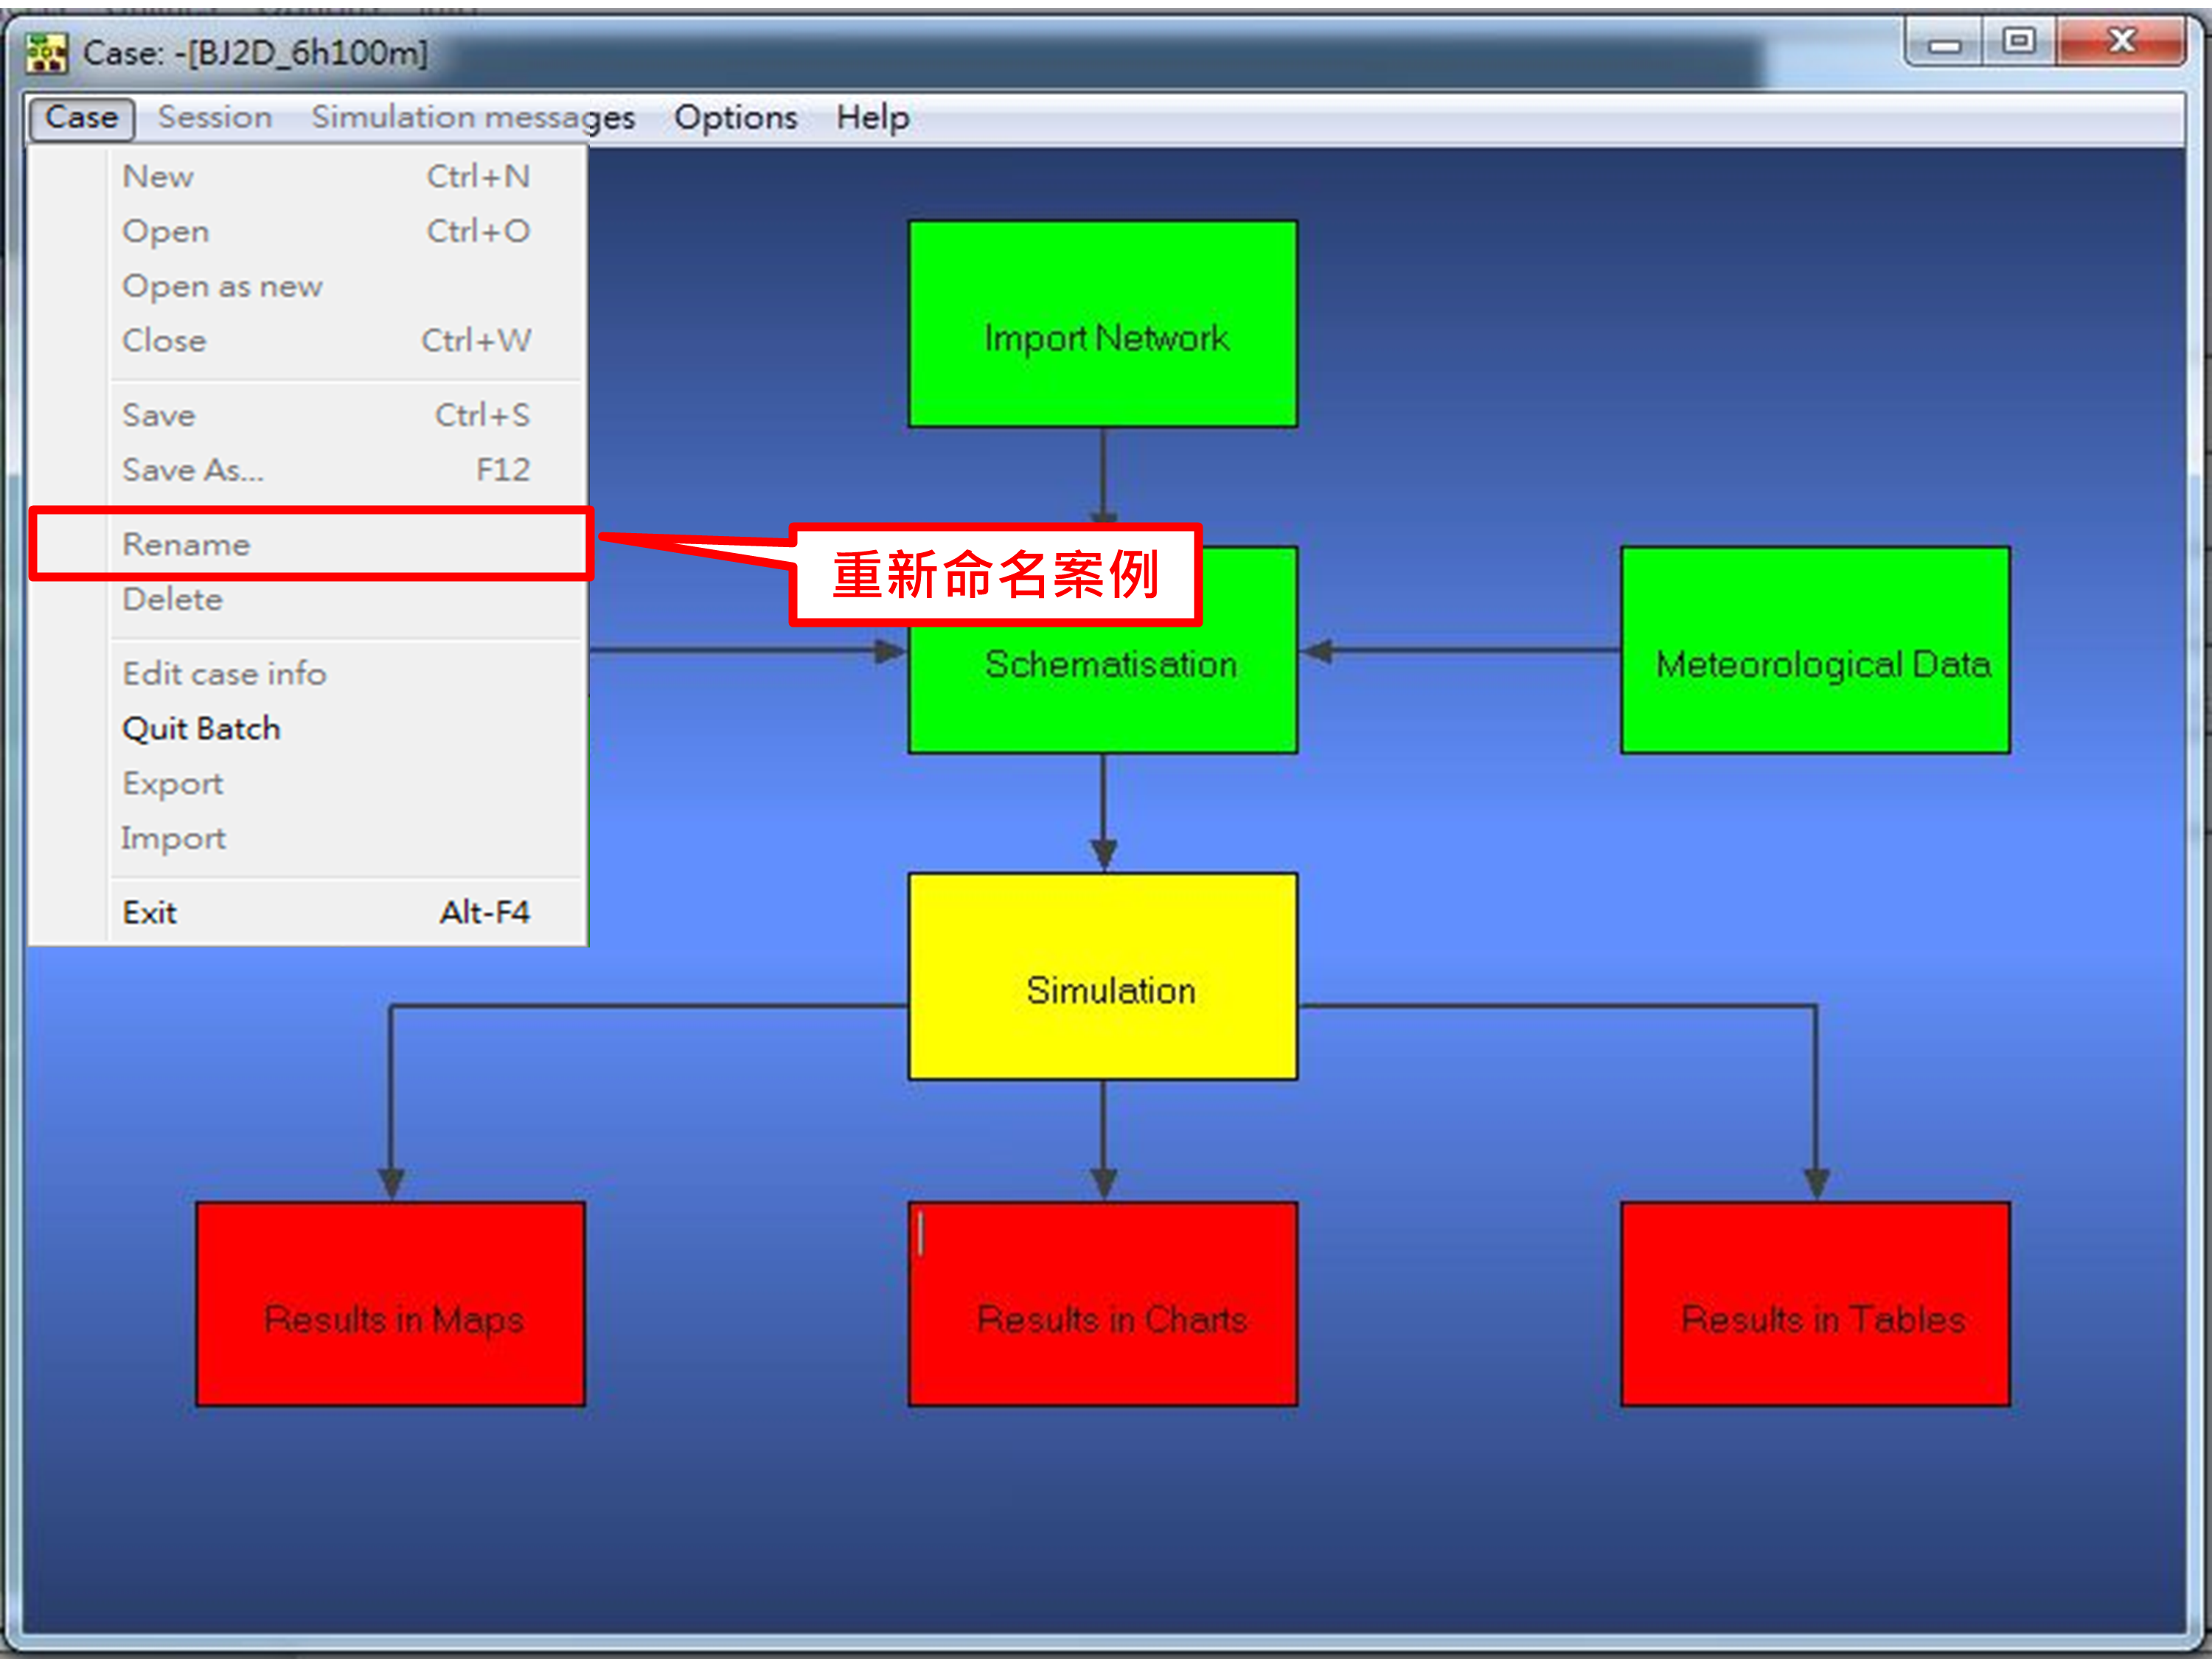 Case: -[BJ2D_6h100m]
Case Session Simulation messages Options Help
New Ctrl+N
Open Ctrl+O
Open as new
Close Ctrl+W
Save Ctrl+S
Save As... F12
Rename
Delete
Edit case info
Quit Batch
Export
Import
Exit Alt-F4
重新命名案例
Import Network
Schematisation
Meteorological Data
Simulation
Results in Maps
Results in Charts
Results in Tables